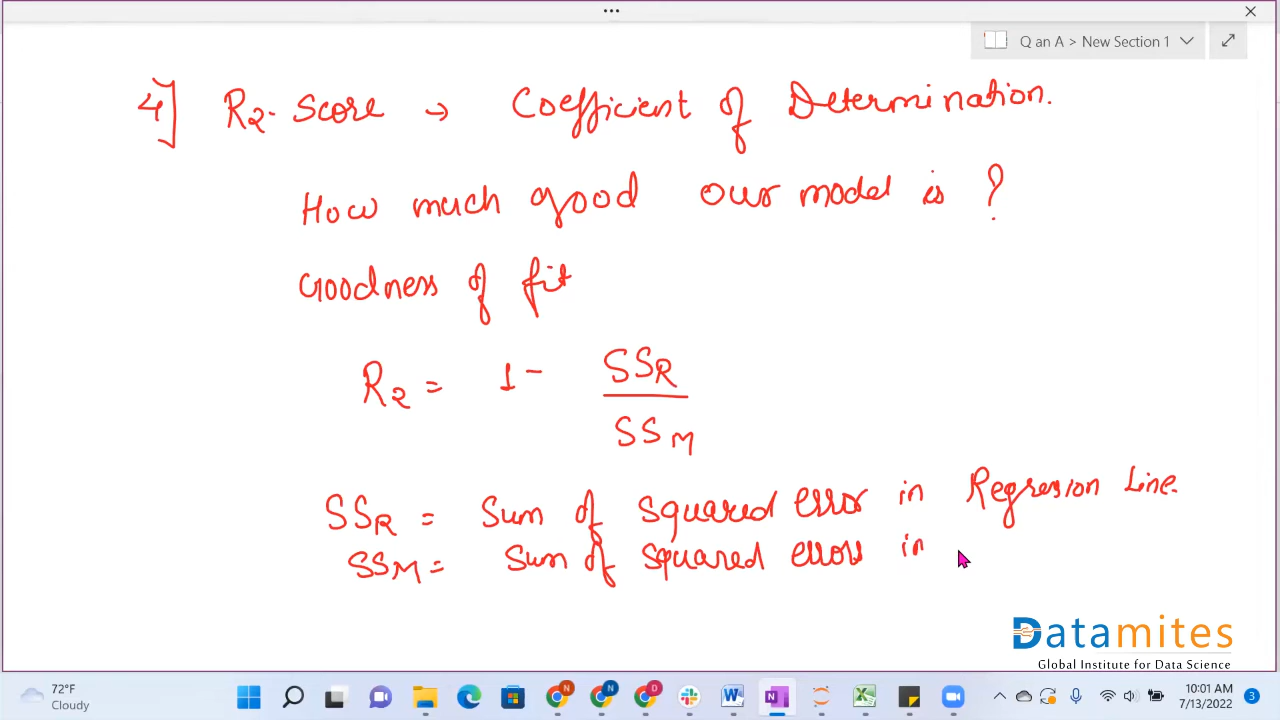 Q an A > New Section 1
4] R2. Score → Coefficient of Determination.
How much good our model is ?
Goodness of fit
R2 = 1 - SSR / SSM
SSR = Sum of squared error in Regresion Line.
SSM = Sum of squared error in
Datamites
Global Institute for Data Science
72°F
Cloudy
N
N
D
10:01 AM
7/13/2022
3